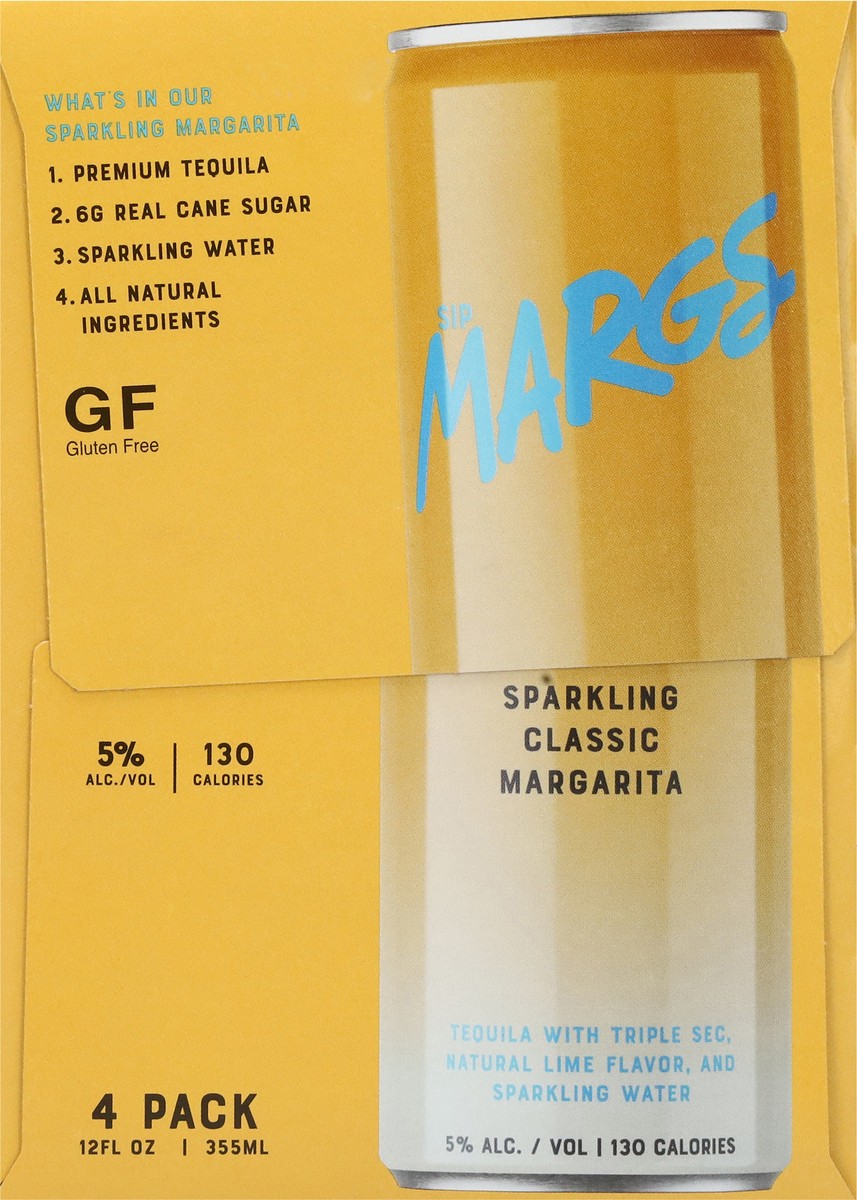 WHAT'S IN OUR
SPARKLING MARGARITA
1. PREMIUM TEQUILA
2. 6G REAL CANE SUGAR
3. SPARKLING WATER
4. ALL NATURAL
INGREDIENTS
GF
Gluten Free
SIP
MARGS
SPARKLING
CLASSIC
MARGARITA
5% | 130
ALC./VOL CALORIES
TEQUILA WITH TRIPLE SEC,
NATURAL LIME FLAVOR, AND
SPARKLING WATER
5% ALC. / VOL | 130 CALORIES
4 PACK
12FL OZ | 355ML